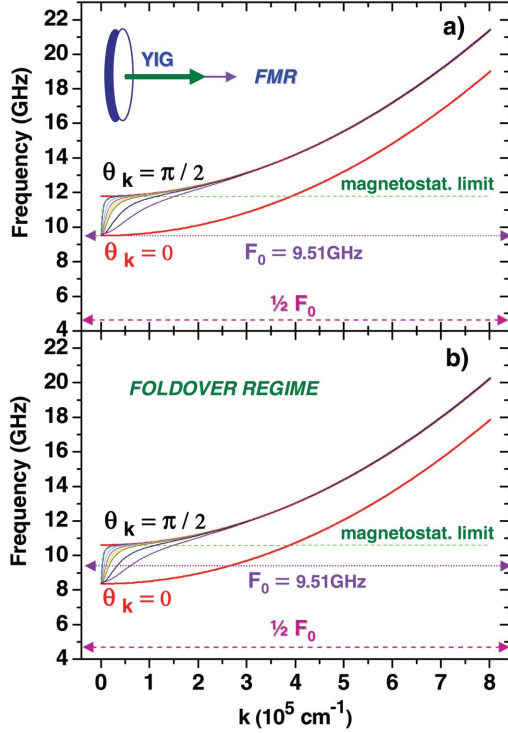 a)
22
20
18
16
14
12
10
8
6
4
Frequency (GHz)
YIG
FMR
θ k = π / 2
magnetostat. limit
F0 = 9.51GHz
θ k = 0
½ F0
b)
22
20
18
16
14
12
10
8
6
4
Frequency (GHz)
FOLDOVER REGIME
θ k = π / 2
magnetostat. limit
F0 = 9.51GHz
θ k = 0
½ F0
0 1 2 3 4 5 6 7 8
k (10⁵ cm⁻¹)